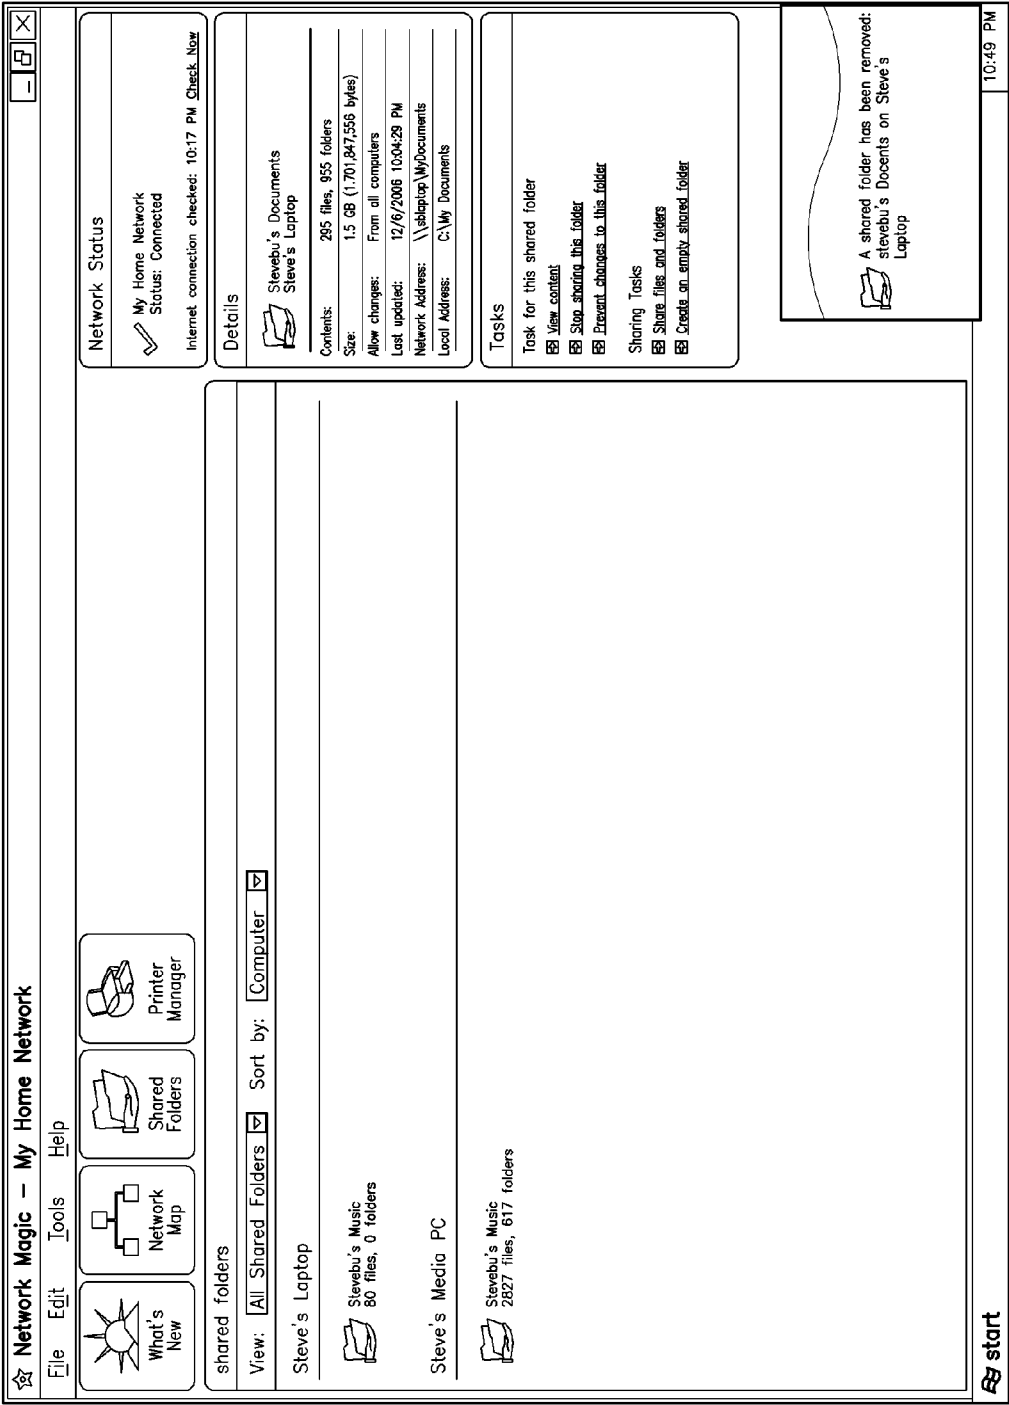 Network Magic – My Home Network
File Edit Tools Help
What's
New
Network
Map
Shared
Folders
Printer
Manager
shared folders
View: All Shared Folders Sort by: Computer
Steve's Laptop
Stevebu's Music
80 files, 0 folders
Steve's Media PC
Stevebu's Music
2827 files, 617 folders
Network Status
My Home Network
Status: Connected
Internet connection checked: 10:17 PM Check Now
Details
Stevebu's Documents
Steve's Laptop
Contents: 295 files, 955 folders
Size: 1.5 GB (1.701,847,556 bytes)
Allow changes: From all computers
Last updated: 12/6/2006 10:04:29 PM
Network Address: \\sblaptop\MyDocuments
Local Address: C:\My Documents
Tasks
Task for this shared folder
View content
Stop sharing this folder
Prevent changes to this folder
Sharing Tasks
Share files and folders
Create an empty shared folder
A shared folder has been removed:
stevebu's Docents on Steve's
Laptop
start
10:49 PM